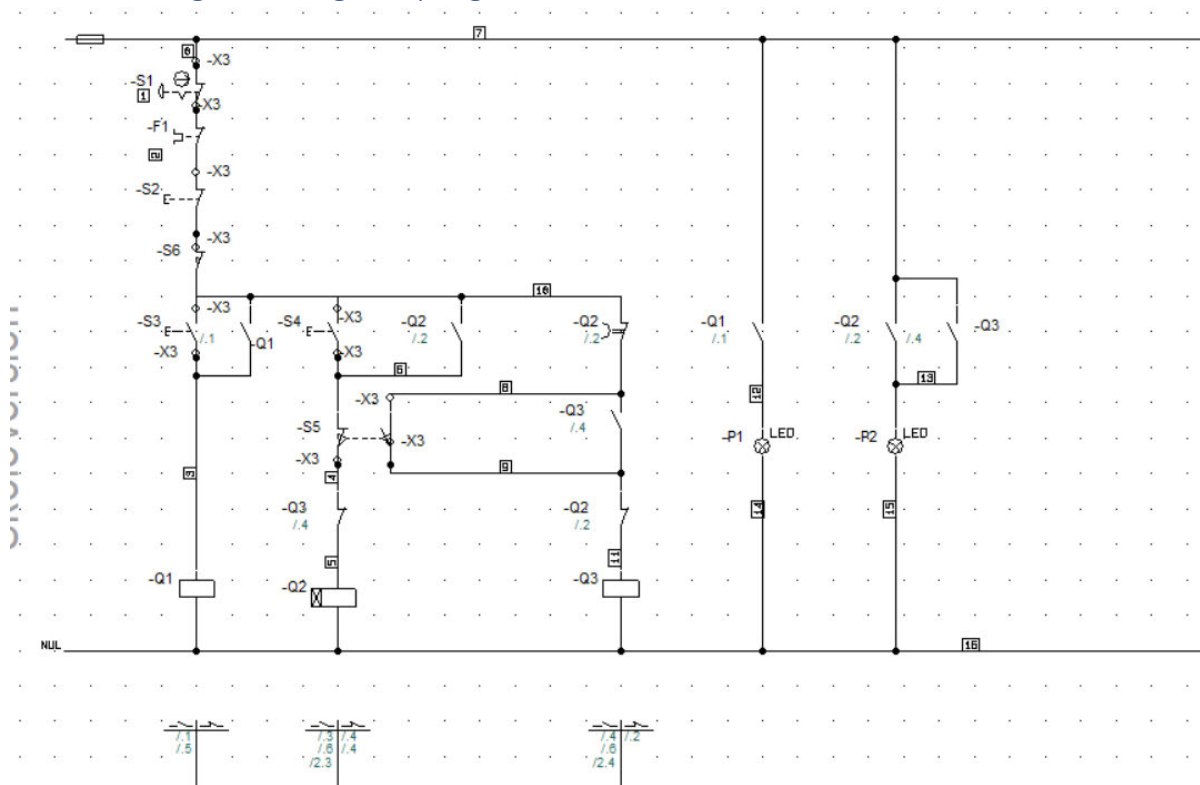 7
6
-X3
-S1
1
-X3
-F1
2
-X3
-S2
-X3
-S6
10
-X3
-S3
/.1
-Q1
-X3
-S4
-X3
-X3
-Q2
/.2
-Q2
/.2
-Q1
/.1
-Q2
/.2
/.4
-Q3
6
8
13
-X3
-Q3
/.4
12
-S5
-X3
-P1
LED
-P2
LED
-X3
3
4
9
-Q3
/.4
-Q2
/.2
14
15
5
11
-Q1
-Q2
-Q3
NUL
16
/.1
/.5
/.3 /.4
/.6 /.4
/2.3
/.4 /.2
/.6
/2.4